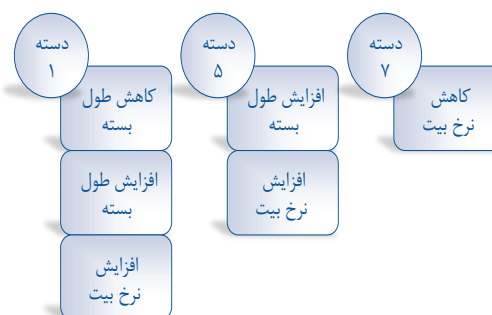 دسته
۷
کاهش
نرخ بیت
دسته
۵
افزایش طول
بسته
افزایش
نرخ بیت
دسته
۱
کاهش طول
بسته
افزایش طول
بسته
افزایش
نرخ بیت